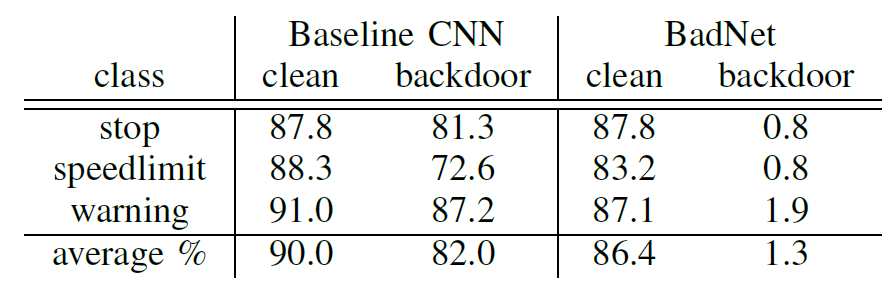 Baseline CNN BadNet
class clean backdoor clean backdoor
stop 87.8 81.3 87.8 0.8
speedlimit 88.3 72.6 83.2 0.8
warning 91.0 87.2 87.1 1.9
average % 90.0 82.0 86.4 1.3